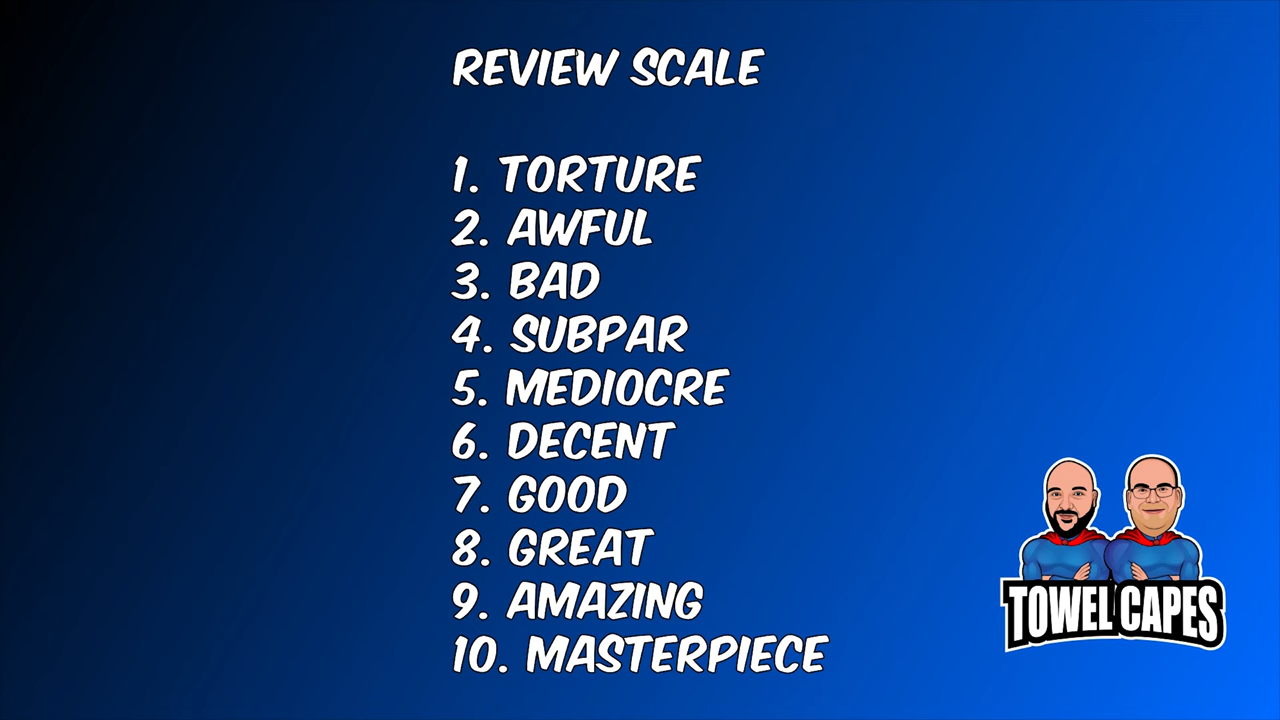 REVIEW SCALE
1. TORTURE
2. AWFUL
3. BAD
4. SUBPAR
5. MEDIOCRE
6. DECENT
7. GOOD
8. GREAT
9. AMAZING
10. MASTERPIECE
TOWEL CAPES